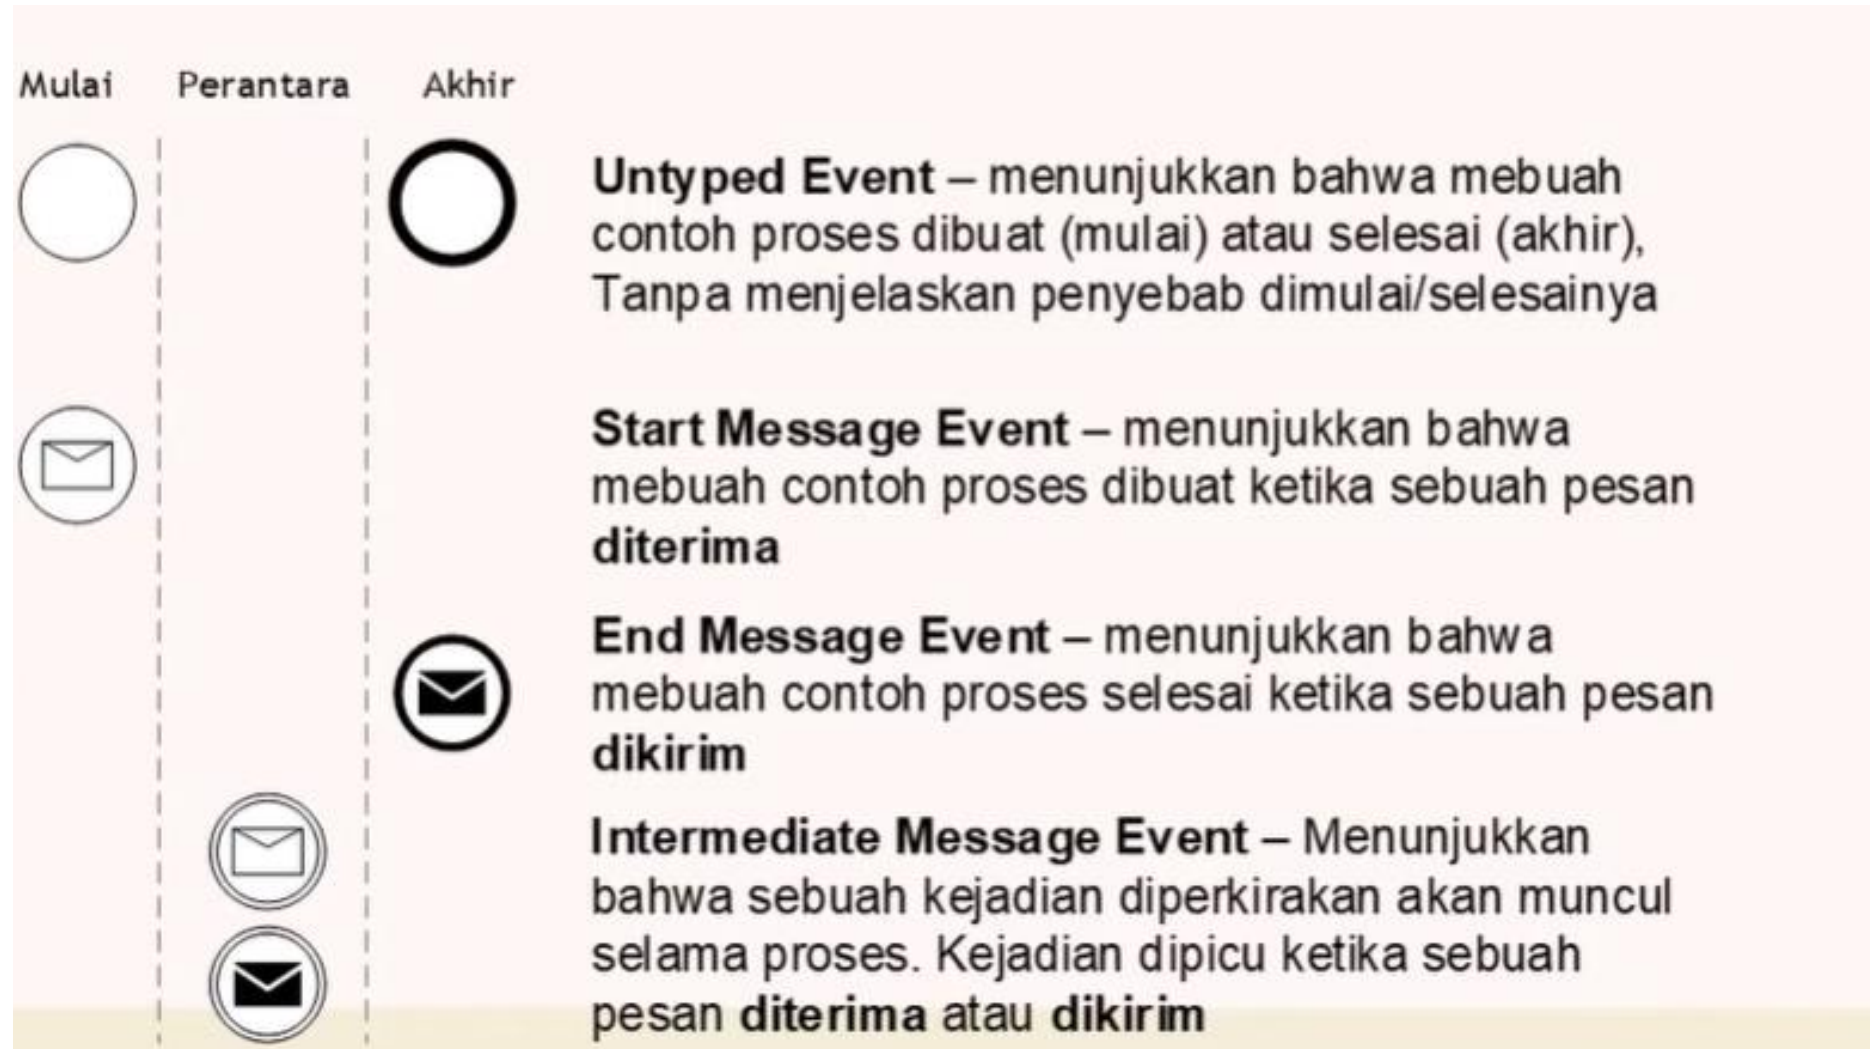 Mulai Perantara Akhir
Untyped Event – menunjukkan bahwa mebuah
contoh proses dibuat (mulai) atau selesai (akhir),
Tanpa menjelaskan penyebab dimulai/selesainya
Start Message Event – menunjukkan bahwa
mebuah contoh proses dibuat ketika sebuah pesan
diterima
End Message Event – menunjukkan bahwa
mebuah contoh proses selesai ketika sebuah pesan
dikirim
Intermediate Message Event – Menunjukkan
bahwa sebuah kejadian diperkirakan akan muncul
selama proses. Kejadian dipicu ketika sebuah
pesan diterima atau dikirim